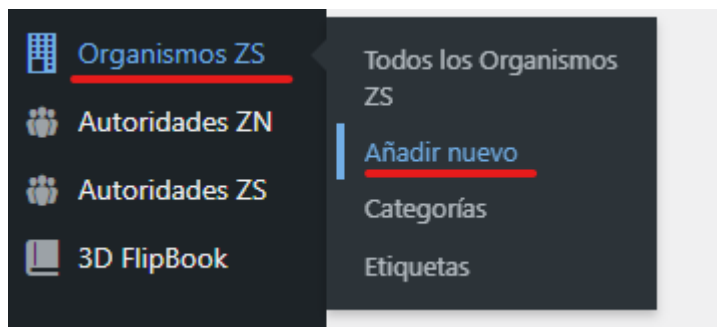 Organismos ZS
Autoridades ZN
Autoridades ZS
3D FlipBook
Todos los Organismos
ZS
Añadir nuevo
Categorías
Etiquetas